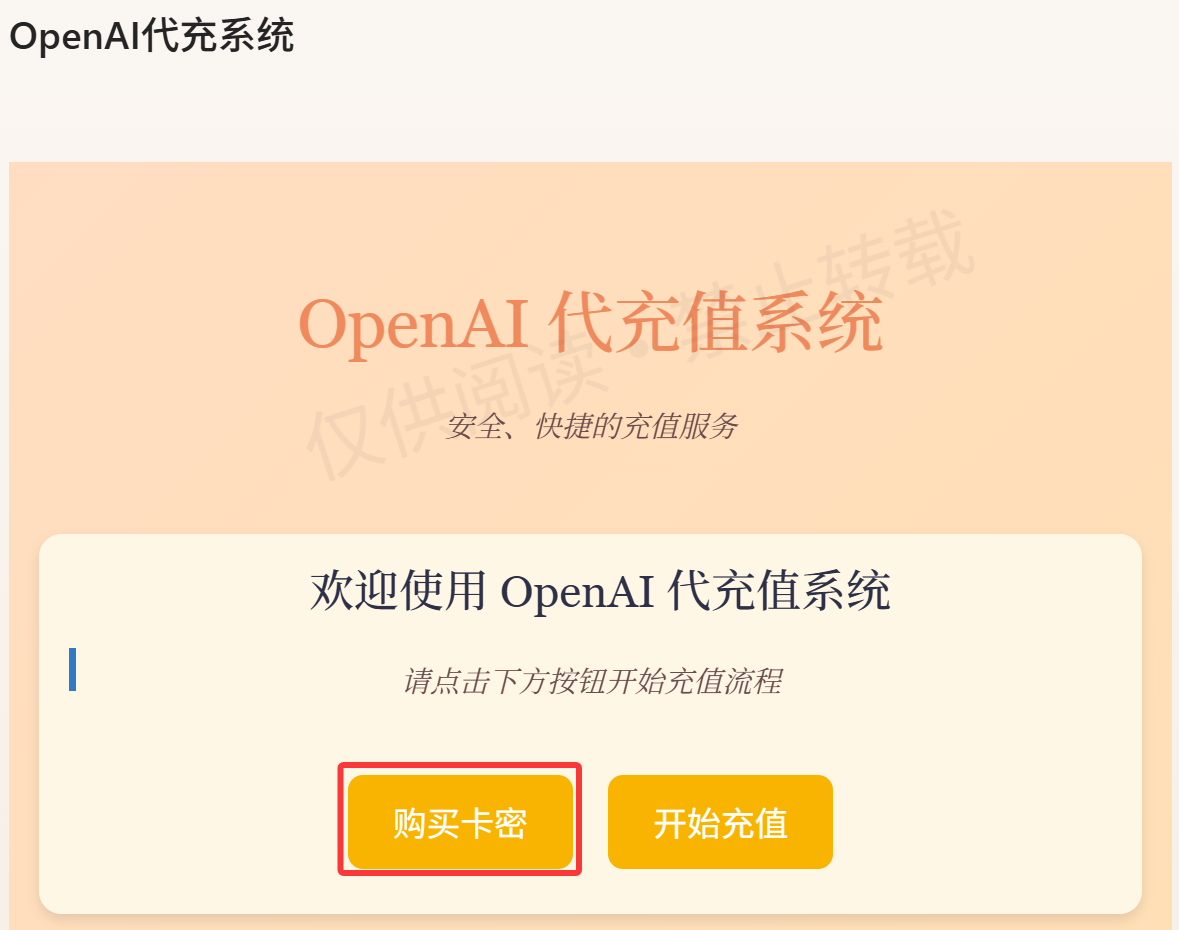 OpenAI代充系统
OpenAI 代充值系统
仅供阅读 • 禁止转载
安全、快捷的充值服务
欢迎使用 OpenAI 代充值系统
请点击下方按钮开始充值流程
购买卡密
开始充值